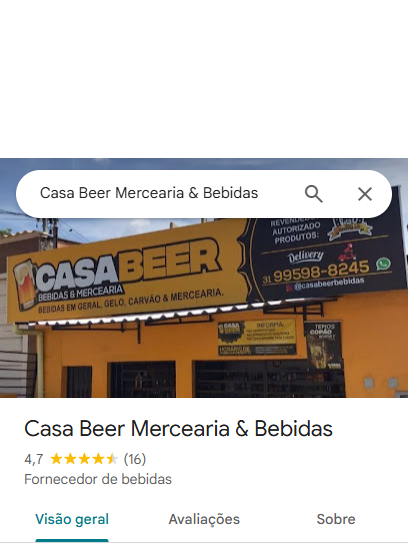 Casa Beer Mercearia & Bebidas
REVENDEDOR
AUTORIZADO
PRODUTOS:
CASA BEER
BEBIDAS & MERCEARIA
Delivery
31 99598-8245
@casabeerbebidas
BEBIDAS EM GERAL, GELO, CARVÃO & MERCEARIA.
CASA BEER
INFORMA:
TEMOS
COPÃO
Casa Beer Mercearia & Bebidas
4,7 (16)
Fornecedor de bebidas
Visão geral Avaliações Sobre